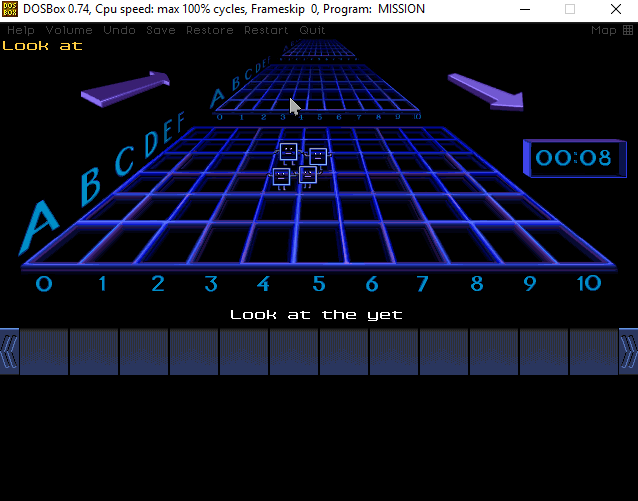 DOS BOX DOSBox 0.74, Cpu speed: max 100% cycles, Frameskip 0, Program: MISSION
Help Volume Undo Save Restore Restart Quit Map
Look at
A B C D E F
0 1 2 3 4 5 6 7 8 9 10
00:08
A B C D E F
0 1 2 3 4 5 6 7 8 9 10
Look at the yet